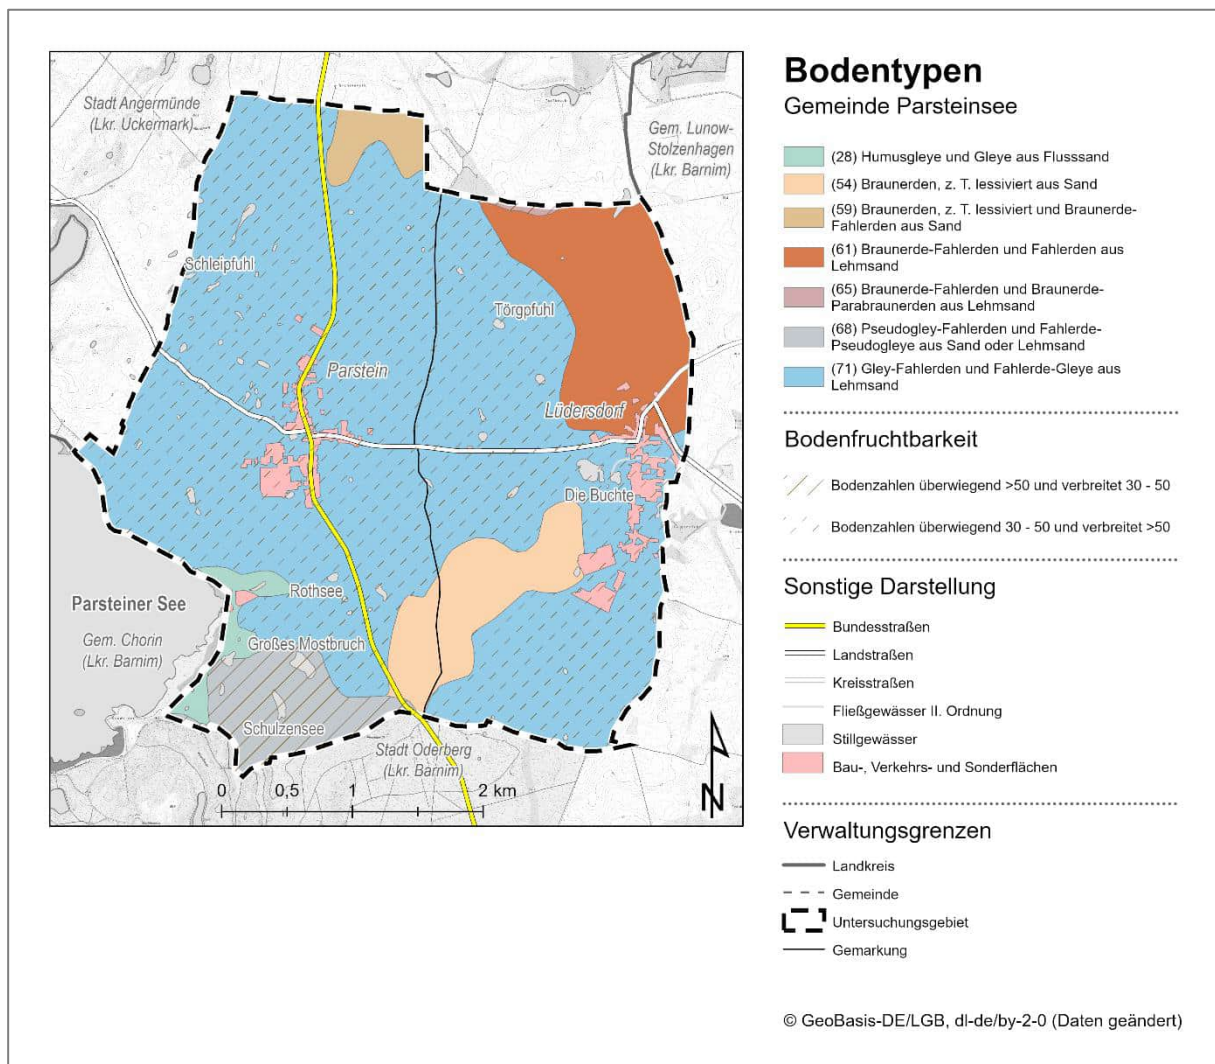 Bodentypen
Gemeinde Parsteinsee
(28) Humusgleye und Gleye aus Flusssand
(54) Braunerden, z. T. lessiviert aus Sand
(59) Braunerden, z. T. lessiviert und Braunerde-
Fahlerden aus Sand
(61) Braunerde-Fahlerden und Fahlerden aus
Lehmsand
(65) Braunerde-Fahlerden und Braunerde-
Parabraunerden aus Lehmsand
(68) Pseudogley-Fahlerden und Fahlerde-
Pseudogleye aus Sand oder Lehmsand
(71) Gley-Fahlerden und Fahlerde-Gleye aus
Lehmsand
Bodenfruchtbarkeit
Bodenzahlen überwiegend >50 und verbreitet 30 - 50
Bodenzahlen überwiegend 30 - 50 und verbreitet >50
Sonstige Darstellung
Bundesstraßen
Landstraßen
Kreisstraßen
Fließgewässer II. Ordnung
Stillgewässer
Bau-, Verkehrs- und Sonderflächen
Verwaltungsgrenzen
Landkreis
Gemeinde
Untersuchungsgebiet
Gemarkung
© GeoBasis-DE/LGB, dl-de/by-2-0 (Daten geändert)
Stadt Angermünde
(Lkr. Uckermark)
Gem. Lunow-
Stolzenhagen
(Lkr. Barnim)
Schleipfuhl
Törgpfuhl
Parstein
Lüdersdorf
Die Buchte
Rothsee
Parsteiner See
Gem. Chorin
(Lkr. Barnim)
Großes Mostbruch
Schulzensee
Stadt Oderberg
(Lkr. Barnim)
0 0,5 1 2 km
N